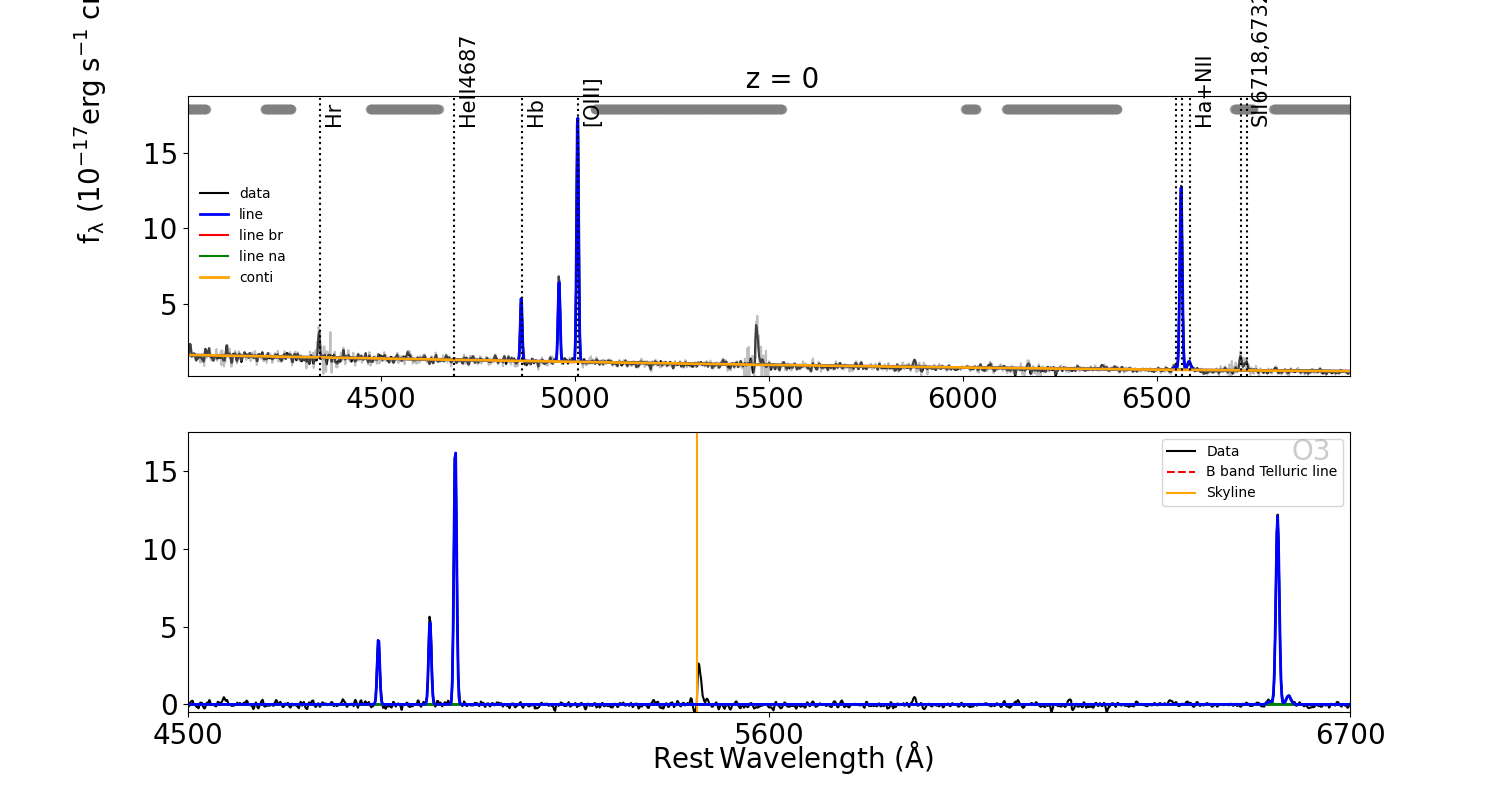 z = 0
f_λ (10^{−17}erg s^{−1} c
Hr
HeII4687
Hb
[OIII]
Ha+NII
SII6718,6732
15
10
5
data
line
line br
line na
conti
4500
5000
5500
6000
6500
O3
Data
B band Telluric line
Skyline
15
10
5
0
4500
5600
6700
Rest Wavelength (Å)